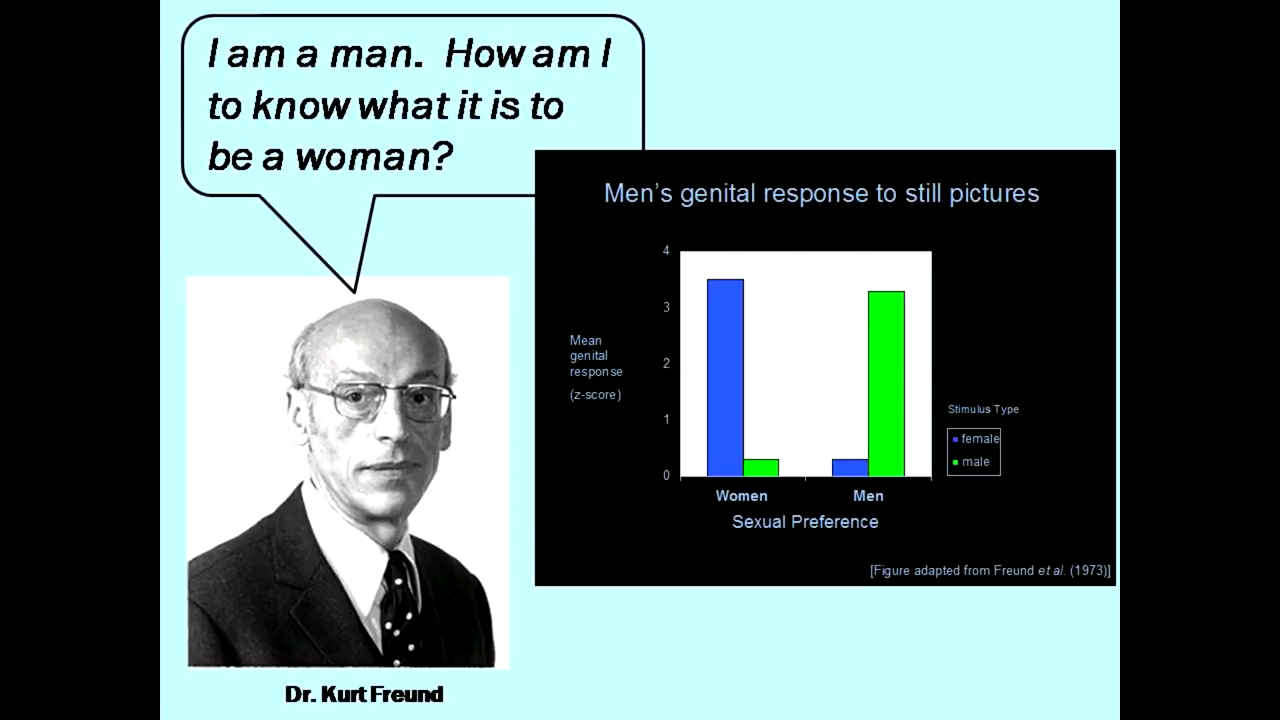 I am a man.  How am I
to know what it is to
be a woman?
Men's genital response to still pictures
4
3
2
1
0
Mean
genital
response
(z-score)
Stimulus Type
female
male
Women Men
Sexual Preference
[Figure adapted from Freund et al. (1973)]
Dr. Kurt Freund